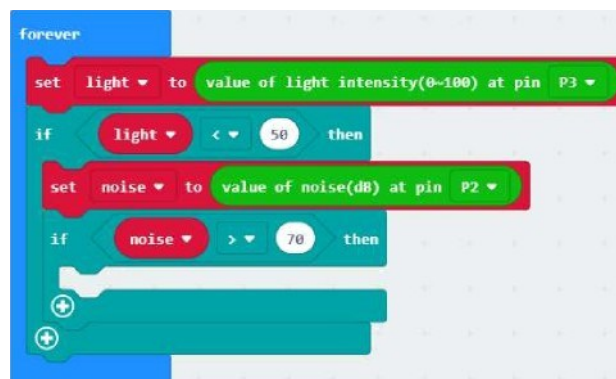 forever
set light to value of light intensity(0~100) at pin P3
if light < 50 then
set noise to value of noise(dB) at pin P2
if noise > 70 then